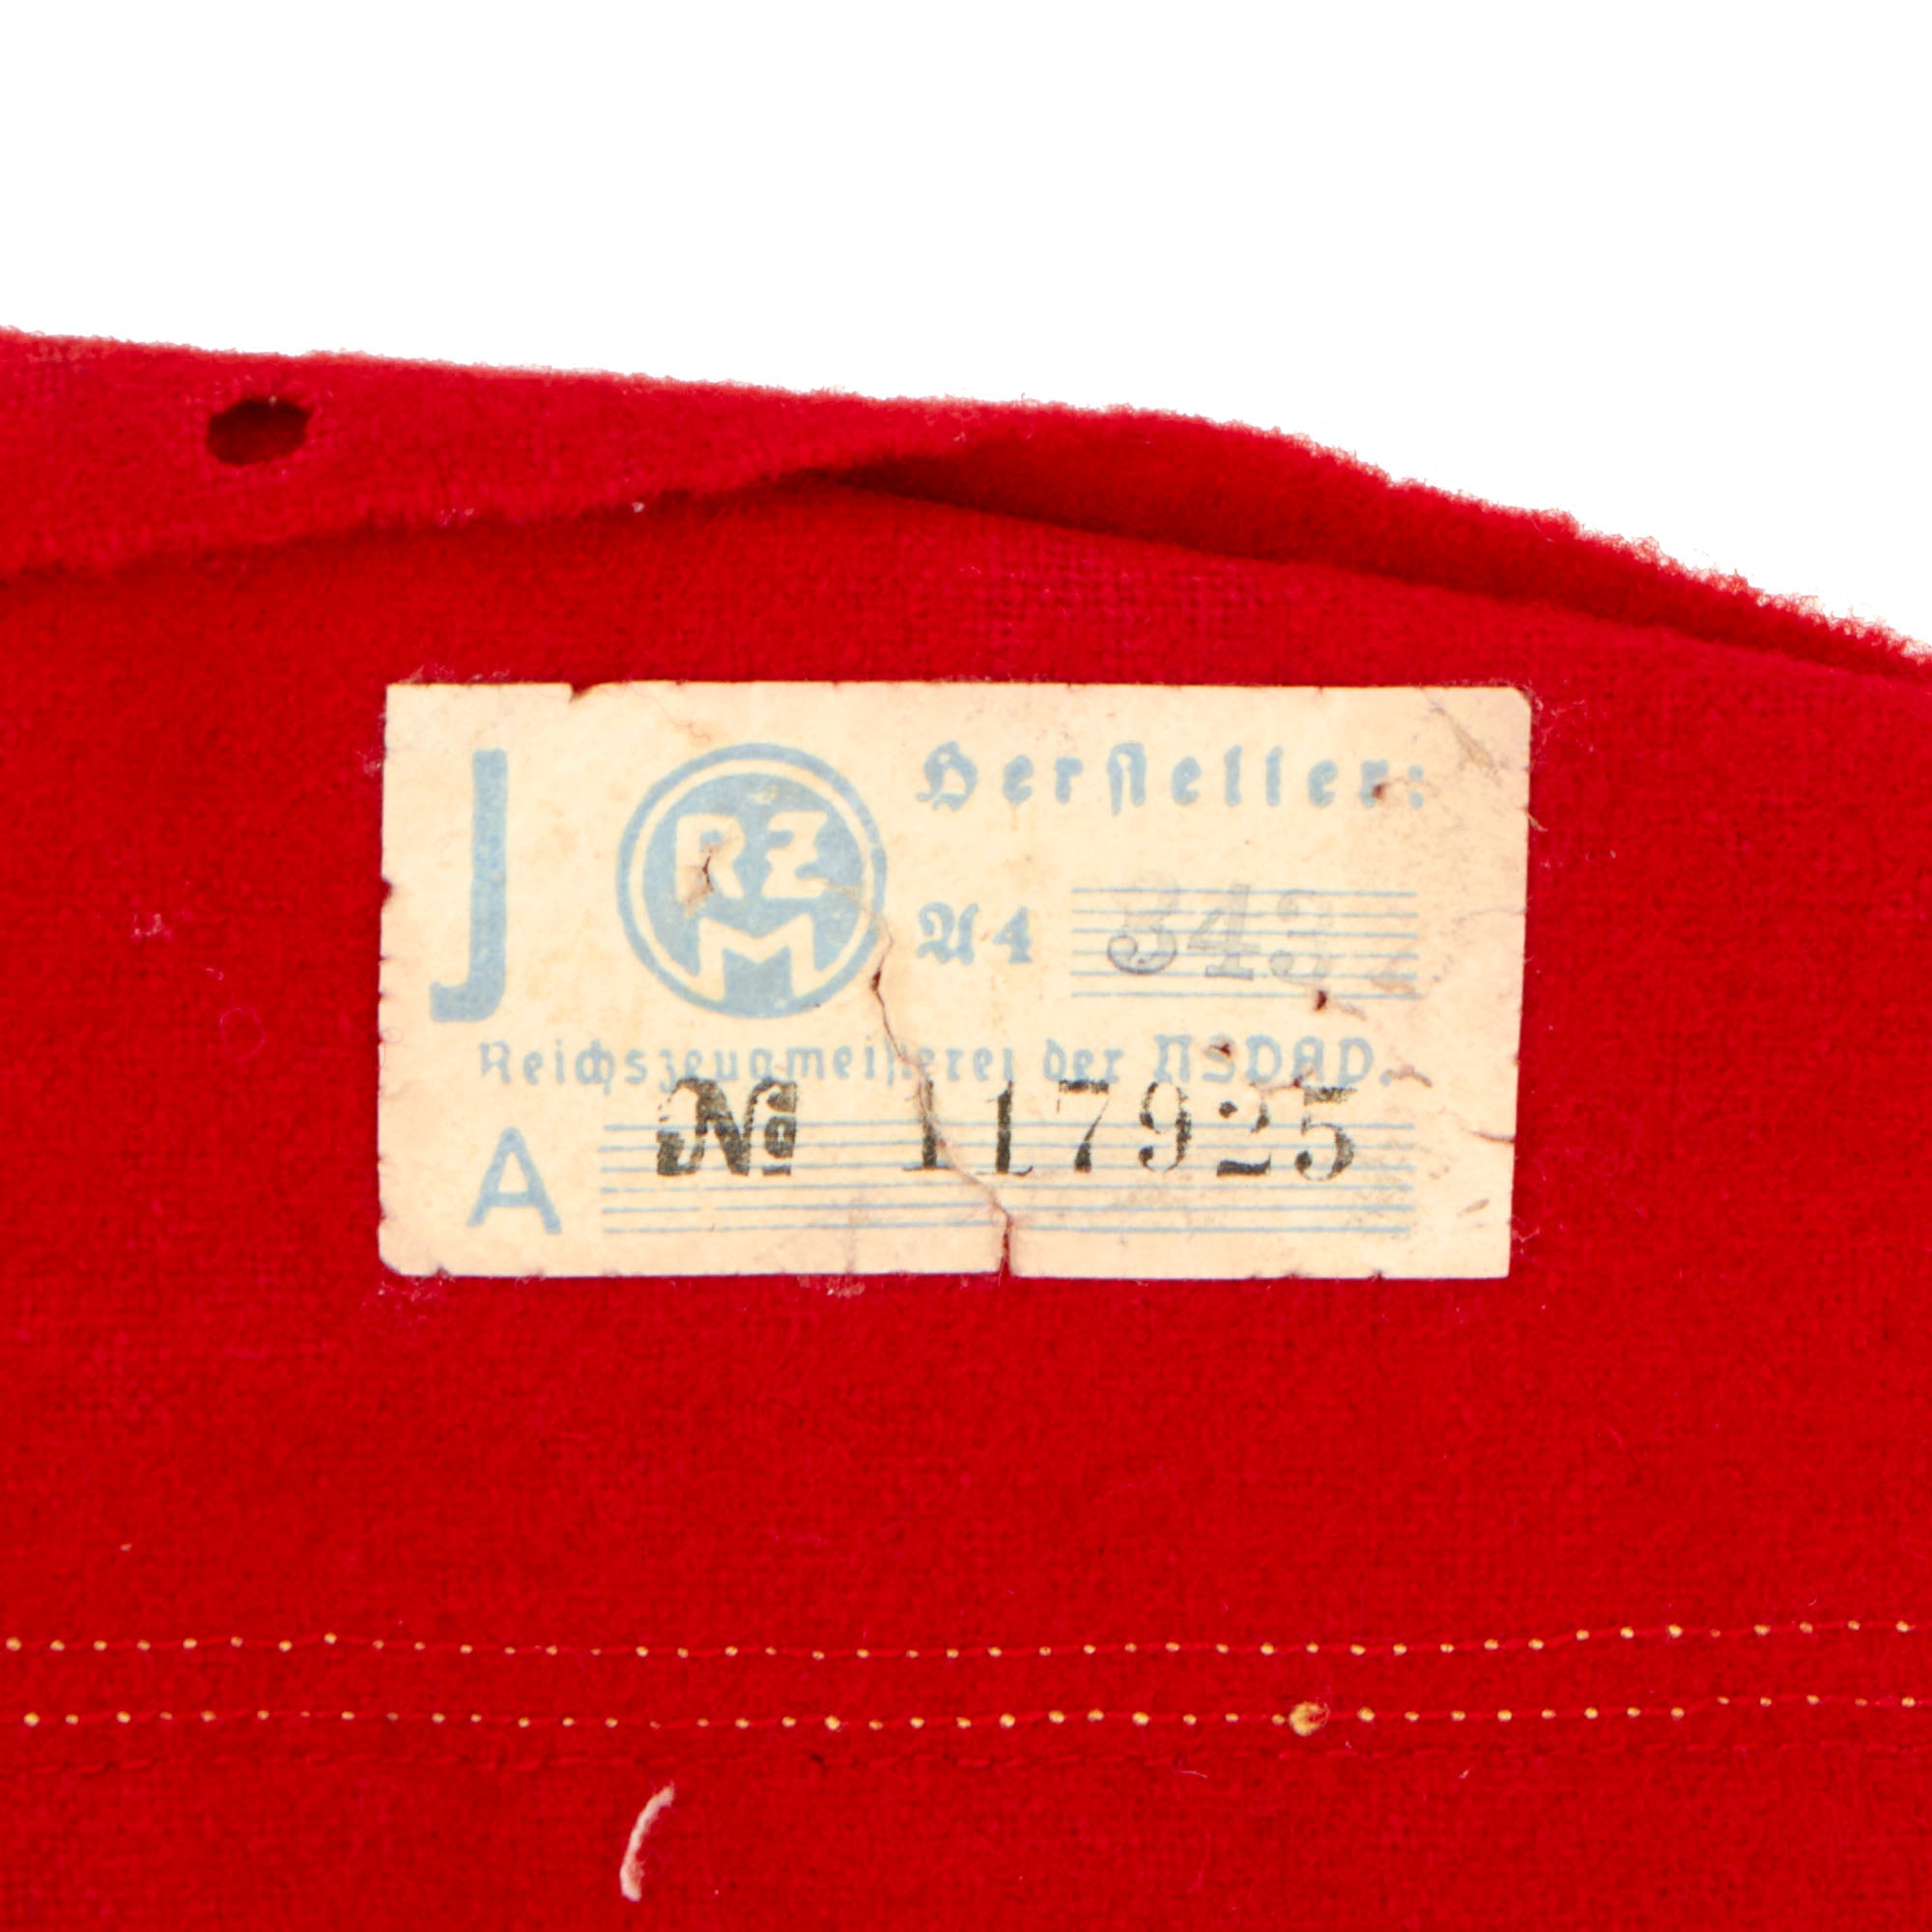 J RZM Hersteller:
A4 343
Reichszeugmeisterei der NSDAP.
A № 117925